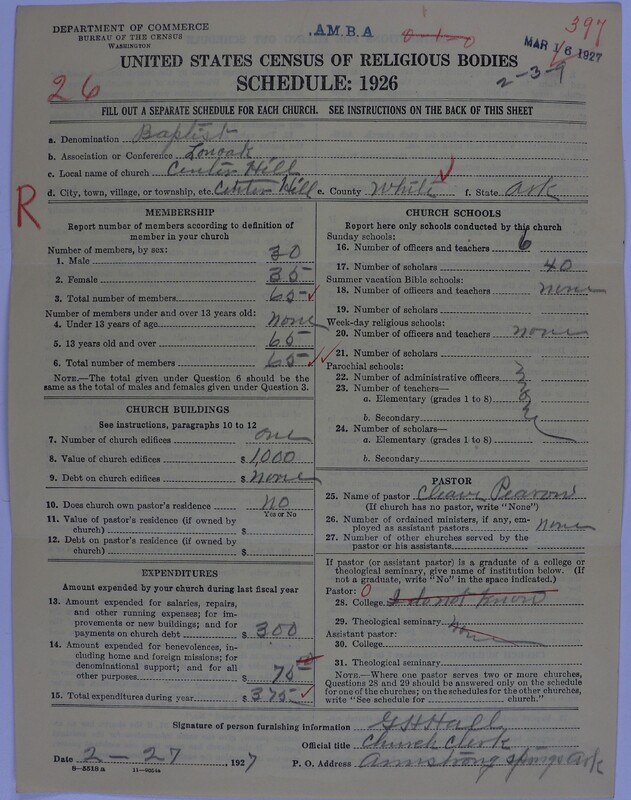 DEPARTMENT OF COMMERCE
BUREAU OF THE CENSUS
WASHINGTON
.A.M.B.A
0-1-0
397
MAR 16 1927
2-3-9
26
UNITED STATES CENSUS OF RELIGIOUS BODIES
SCHEDULE: 1926
FILL OUT A SEPARATE SCHEDULE FOR EACH CHURCH. SEE INSTRUCTIONS ON THE BACK OF THIS SHEET
a. Denomination Baptist
b. Association or Conference Lonoak
c. Local name of church Center Hill
d. City, town, village, or township, etc. Center Hill e. County White f. State Ark
R
MEMBERSHIP
Report number of members according to definition of
member in your church
Number of members, by sex:
1. Male 30
2. Female 35
3. Total number of members 65
Number of members under and over 13 years old:
4. Under 13 years of age None
5. 13 years old and over 65
6. Total number of members 65
NOTE.—The total given under Question 6 should be the
same as the total of males and females given under Question 3.
CHURCH BUILDINGS
See instructions, paragraphs 10 to 12
7. Number of church edifices one
8. Value of church edifices $ 1,000
9. Debt on church edifices $ None
10. Does church own pastor's residence? NO
Yes or No
11. Value of pastor's residence (if owned by
church) $
12. Debt on pastor's residence (if owned by
church) $
EXPENDITURES
Amount expended by your church during last fiscal year
13. Amount expended for salaries, repairs,
and other running expenses; for im-
provements or new buildings; and for
payments on church debt $ 300
14. Amount expended for benevolences, in-
cluding home and foreign missions; for
denominational support; and for all
other purposes $ 75
15. Total expenditures during year $ 375
CHURCH SCHOOLS
Report here only schools conducted by this church
Sunday schools:
16. Number of officers and teachers 6
17. Number of scholars 40
Summer vacation Bible schools:
18. Number of officers and teachers none
19. Number of scholars
Week-day religious schools:
20. Number of officers and teachers none
21. Number of scholars
Parochial schools:
22. Number of administrative officers
23. Number of teachers—
a. Elementary (grades 1 to 8)
b. Secondary
24. Number of scholars—
a. Elementary (grades 1 to 8)
b. Secondary
PASTOR
25. Name of pastor Cleave
(If church has no pastor, write "None")
26. Number of ordained ministers, if any, em-
ployed as assistant pastors none
27. Number of other churches served by the
pastor or his assistants
If pastor (or assistant pastor) is a graduate of a college or
theological seminary, give name of institution below. (If
not a graduate, write "No" in the space indicated.)
Pastor: 0
28. College I do not know
29. Theological seminary None
Assistant pastor:
30. College
31. Theological seminary
NOTE.—Where one pastor serves two or more churches,
Questions 28 and 29 should be answered only on the schedule
for one of the churches; on the schedules for the other churches,
write "See schedule for church."
Signature of person furnishing information G H Hall
Official title Church Clerk
Date 2-27, 1927 P. O. Address Armstrong springs Ark
8-5518 a 11-9054a